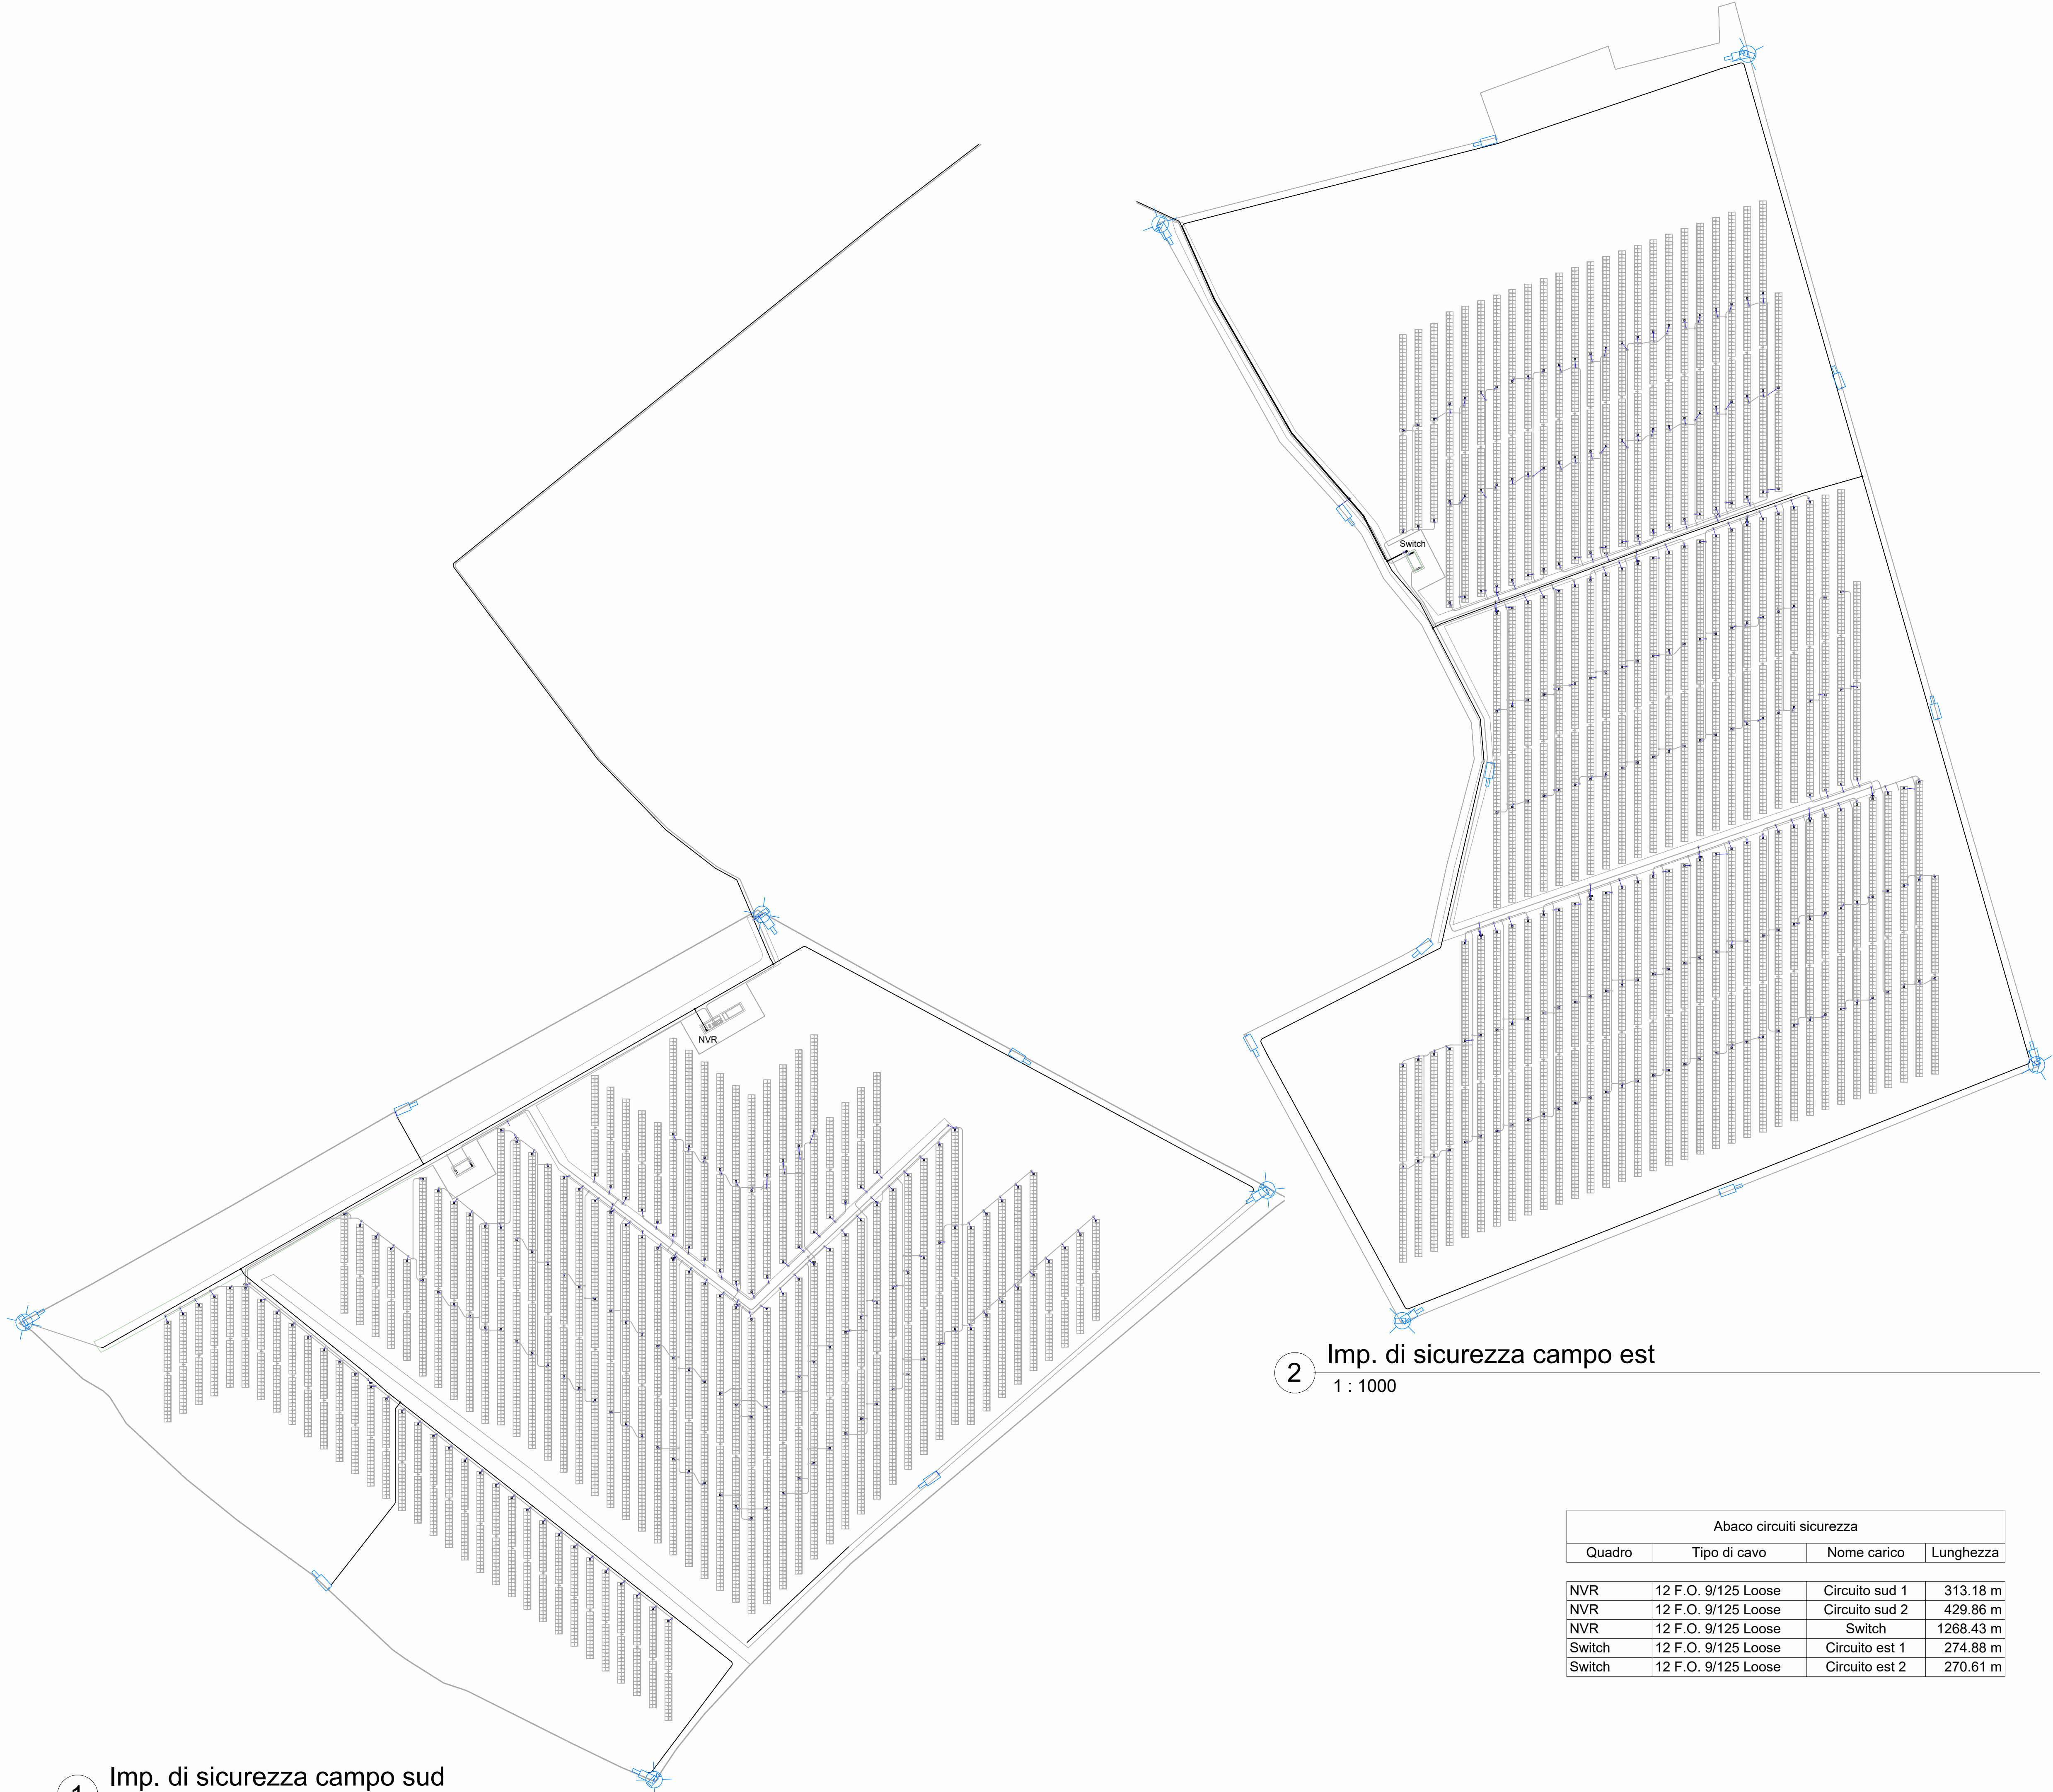 Switch
NVR
2
Imp. di sicurezza campo est
1 : 1000
Abaco circuiti sicurezza
Quadro Tipo di cavo Nome carico Lunghezza
NVR 12 F.O. 9/125 Loose Circuito sud 1 313.18 m
NVR 12 F.O. 9/125 Loose Circuito sud 2 429.86 m
NVR 12 F.O. 9/125 Loose Switch 1268.43 m
Switch 12 F.O. 9/125 Loose Circuito est 1 274.88 m
Switch 12 F.O. 9/125 Loose Circuito est 2 270.61 m
1
Imp. di sicurezza campo sud